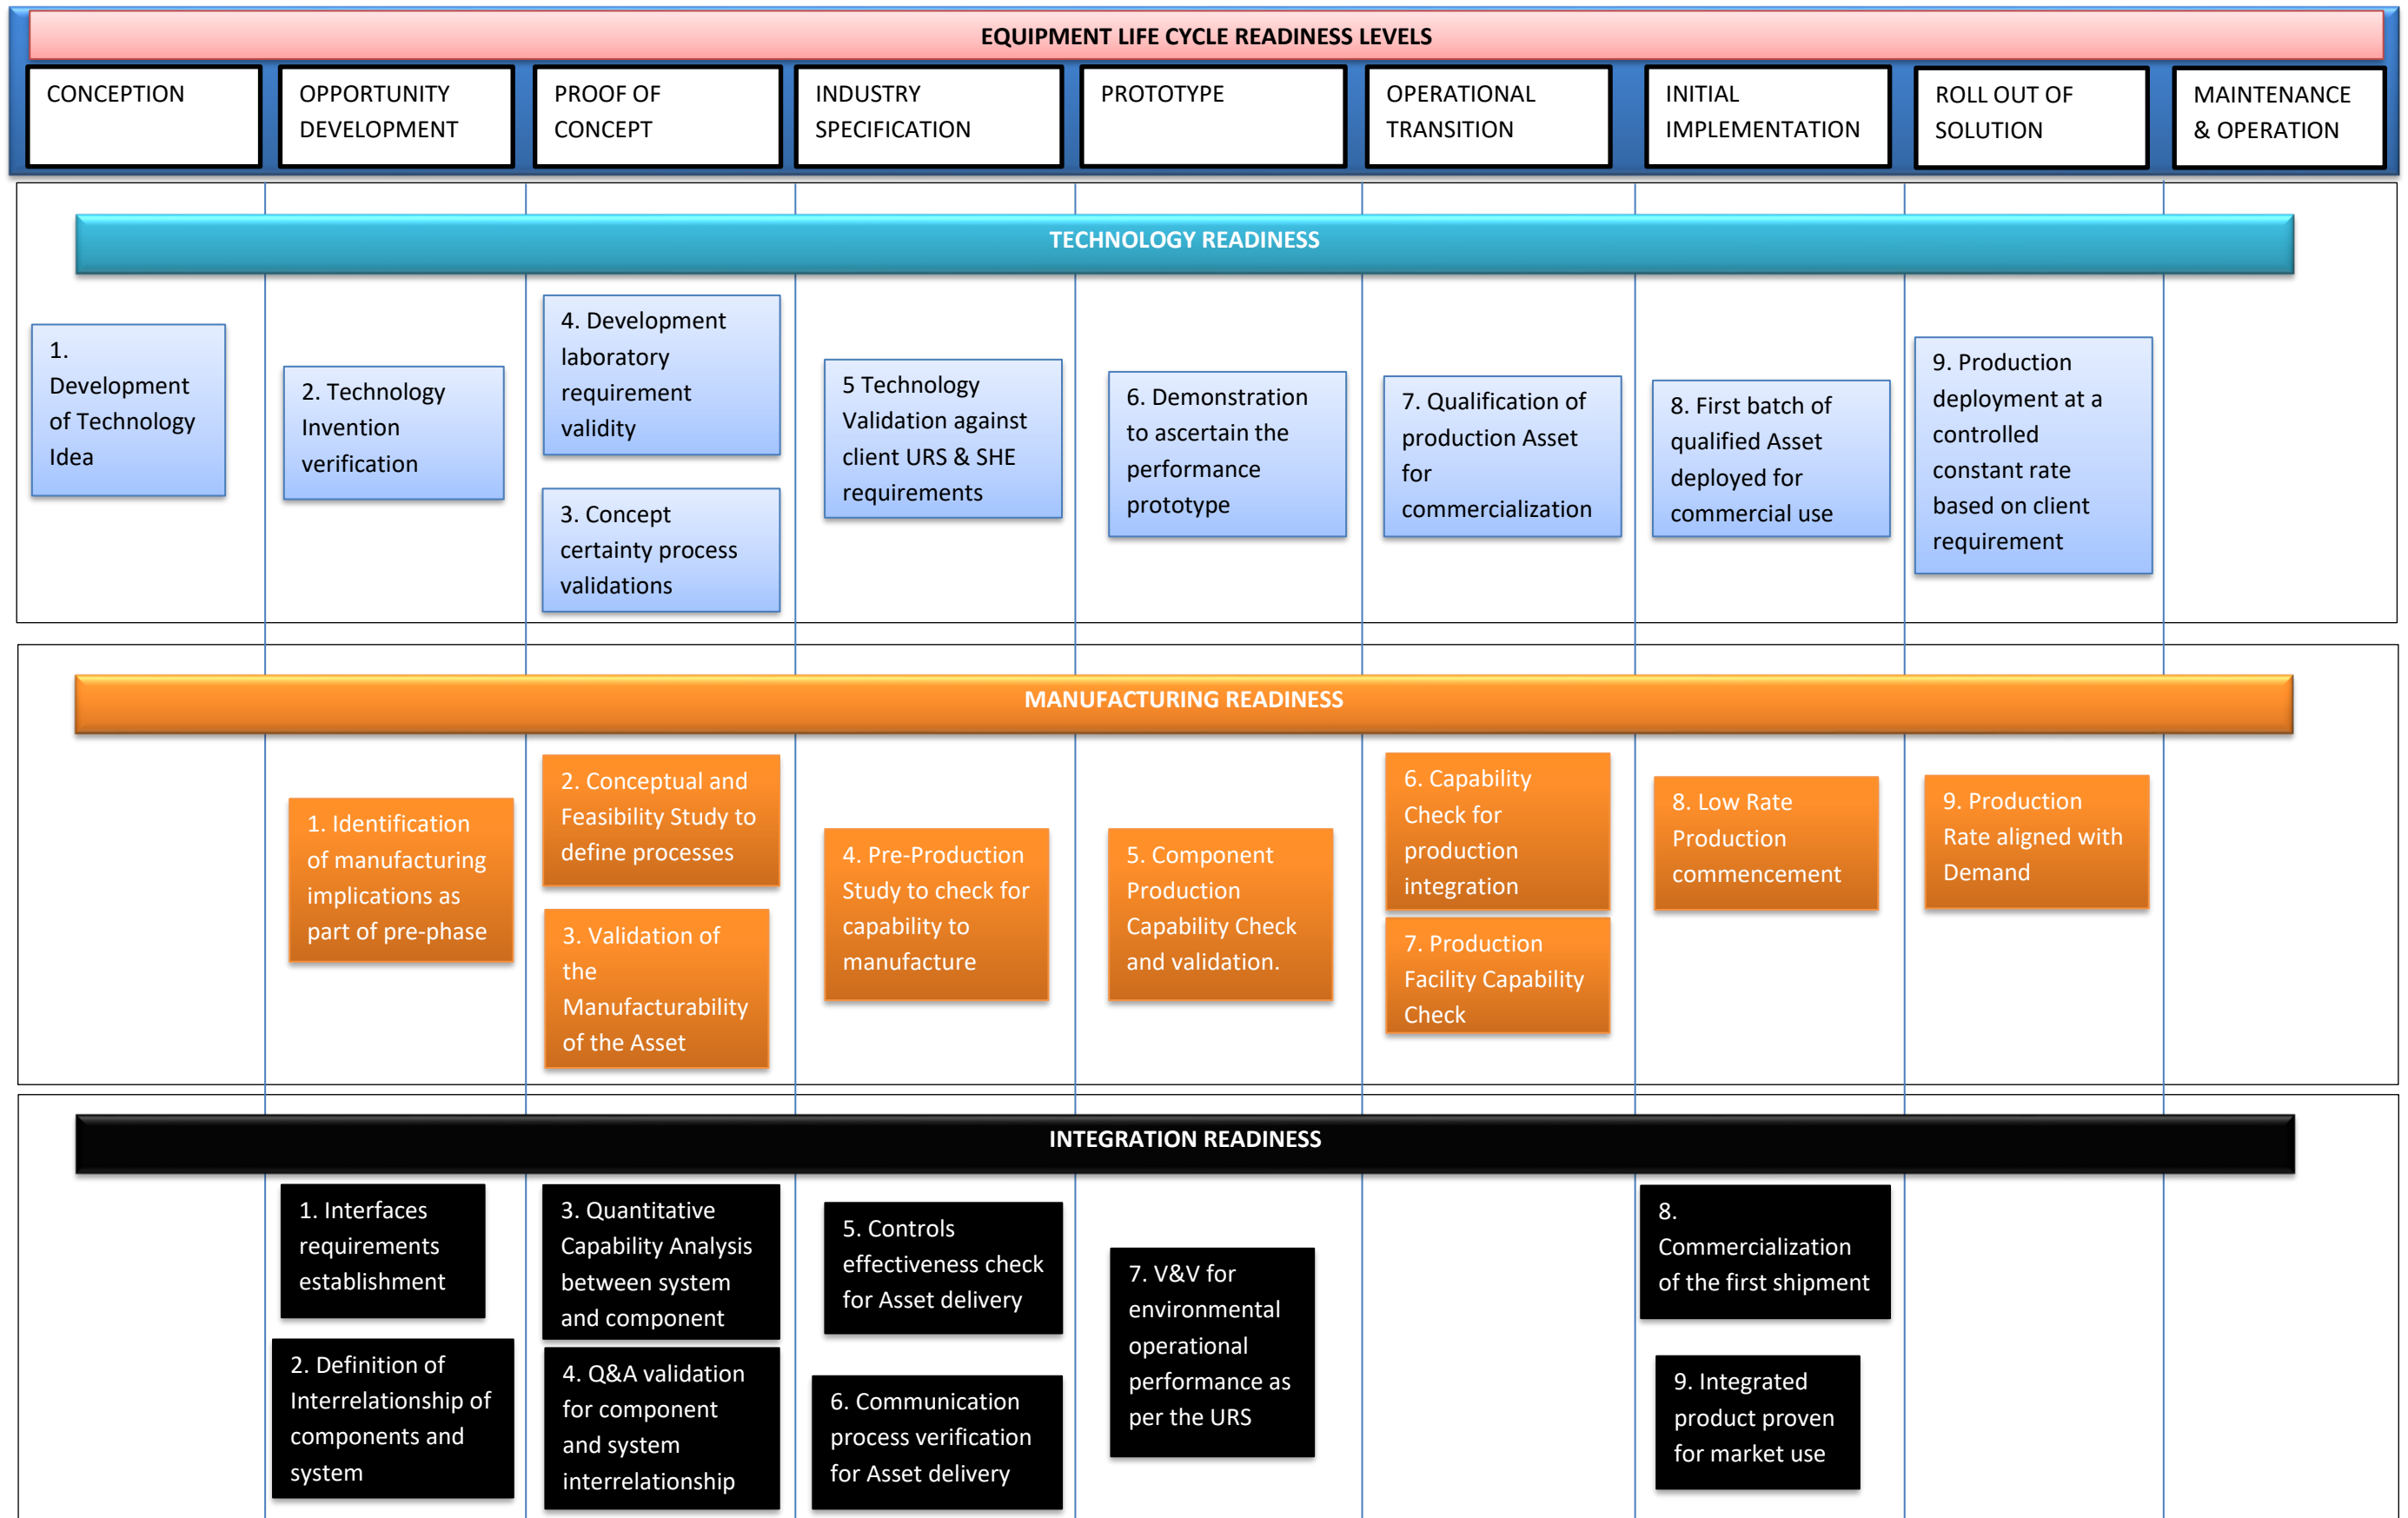 EQUIPMENT LIFE CYCLE READINESS LEVELS
CONCEPTION
OPPORTUNITY
DEVELOPMENT
PROOF OF
CONCEPT
INDUSTRY
SPECIFICATION
PROTOTYPE
OPERATIONAL
TRANSITION
INITIAL
IMPLEMENTATION
ROLL OUT OF
SOLUTION
MAINTENANCE
& OPERATION
TECHNOLOGY READINESS
1.
Development
of Technology
Idea
2. Technology
Invention
verification
4. Development
laboratory
requirement
validity
3. Concept
certainty process
validations
5 Technology
Validation against
client URS & SHE
requirements
6. Demonstration
to ascertain the
performance
prototype
7. Qualification of
production Asset
for
commercialization
8. First batch of
qualified Asset
deployed for
commercial use
9. Production
deployment at a
controlled
constant rate
based on client
requirement
MANUFACTURING READINESS
1. Identification
of manufacturing
implications as
part of pre-phase
2. Conceptual and
Feasibility Study to
define processes
3. Validation of
the
Manufacturability
of the Asset
4. Pre-Production
Study to check for
capability to
manufacture
5. Component
Production
Capability Check
and validation.
6. Capability
Check for
production
integration
7. Production
Facility Capability
Check
8. Low Rate
Production
commencement
9. Production
Rate aligned with
Demand
INTEGRATION READINESS
1. Interfaces
requirements
establishment
2. Definition of
Interrelationship of
components and
system
3. Quantitative
Capability Analysis
between system
and component
4. Q&A validation
for component
and system
interrelationship
5. Controls
effectiveness check
for Asset delivery
6. Communication
process verification
for Asset delivery
7. V&V for
environmental
operational
performance as
per the URS
8.
Commercialization
of the first shipment
9. Integrated
product proven
for market use